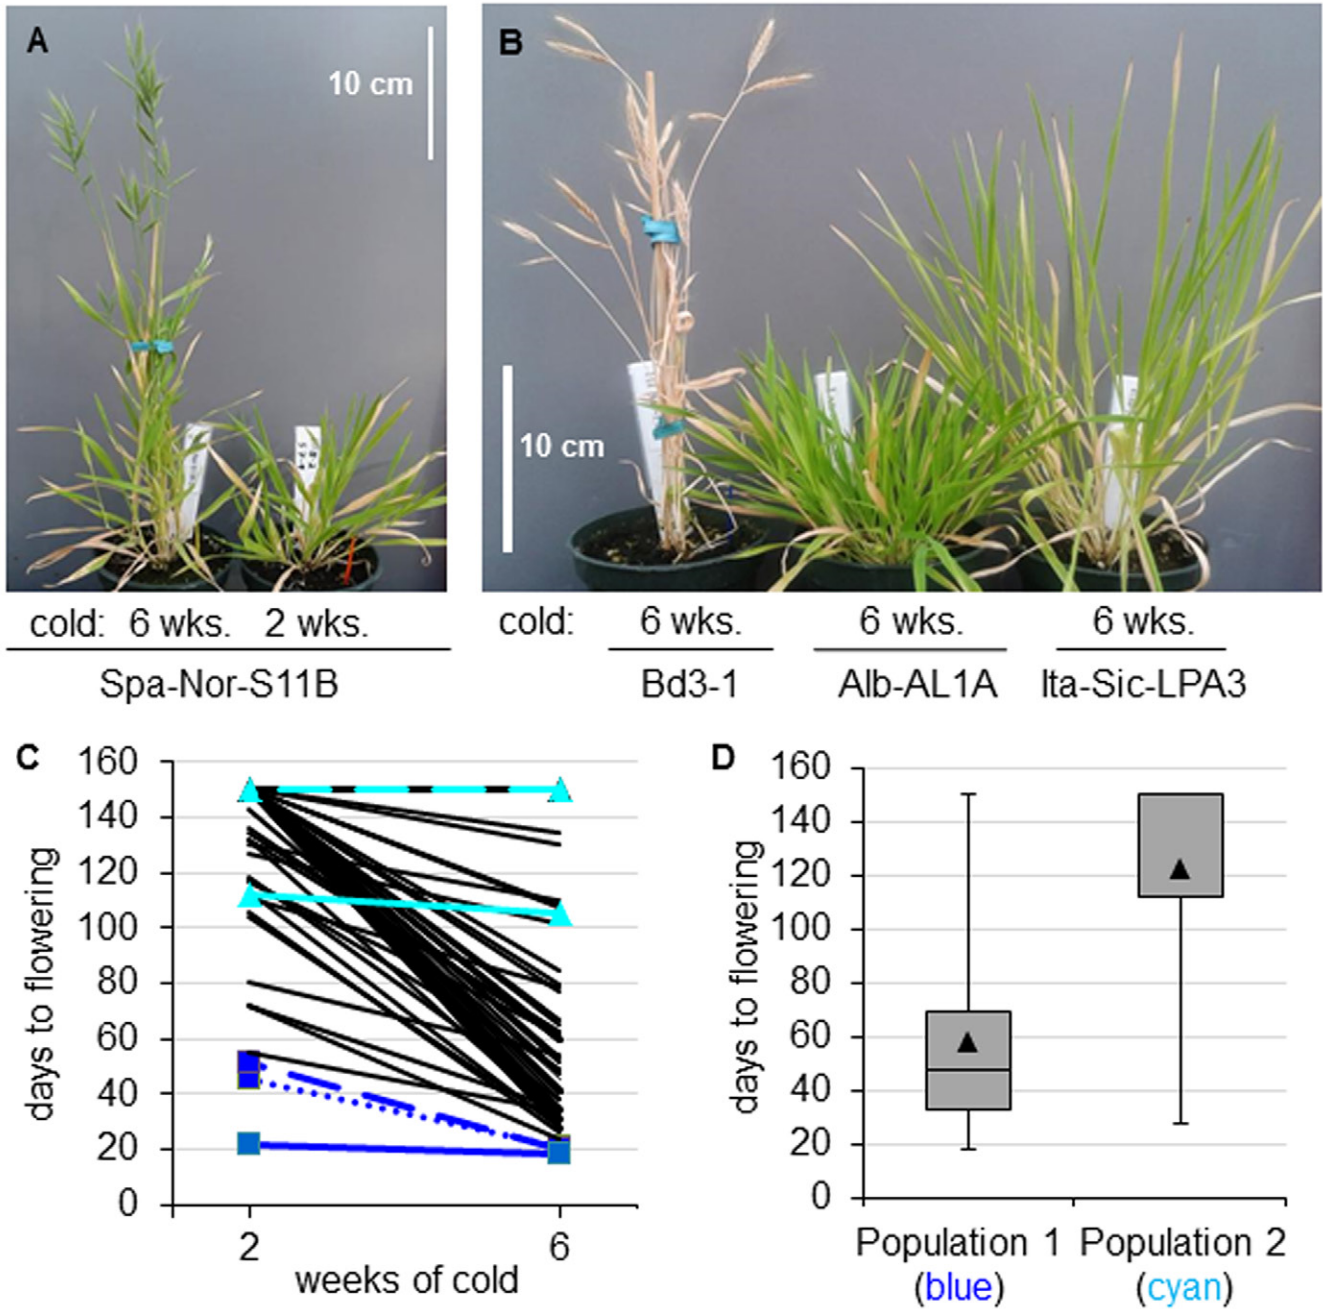 A
10 cm
B
10 cm
cold: 6 wks. 2 wks.
Spa-Nor-S11B
cold: 6 wks. 6 wks. 6 wks.
Bd3-1 Alb-AL1A Ita-Sic-LPA3
C
160
140
120
100
80
60
40
20
0
days to flowering
2 6
weeks of cold
D
160
140
120
100
80
60
40
20
0
days to flowering
Population 1 Population 2
(blue) (cyan)